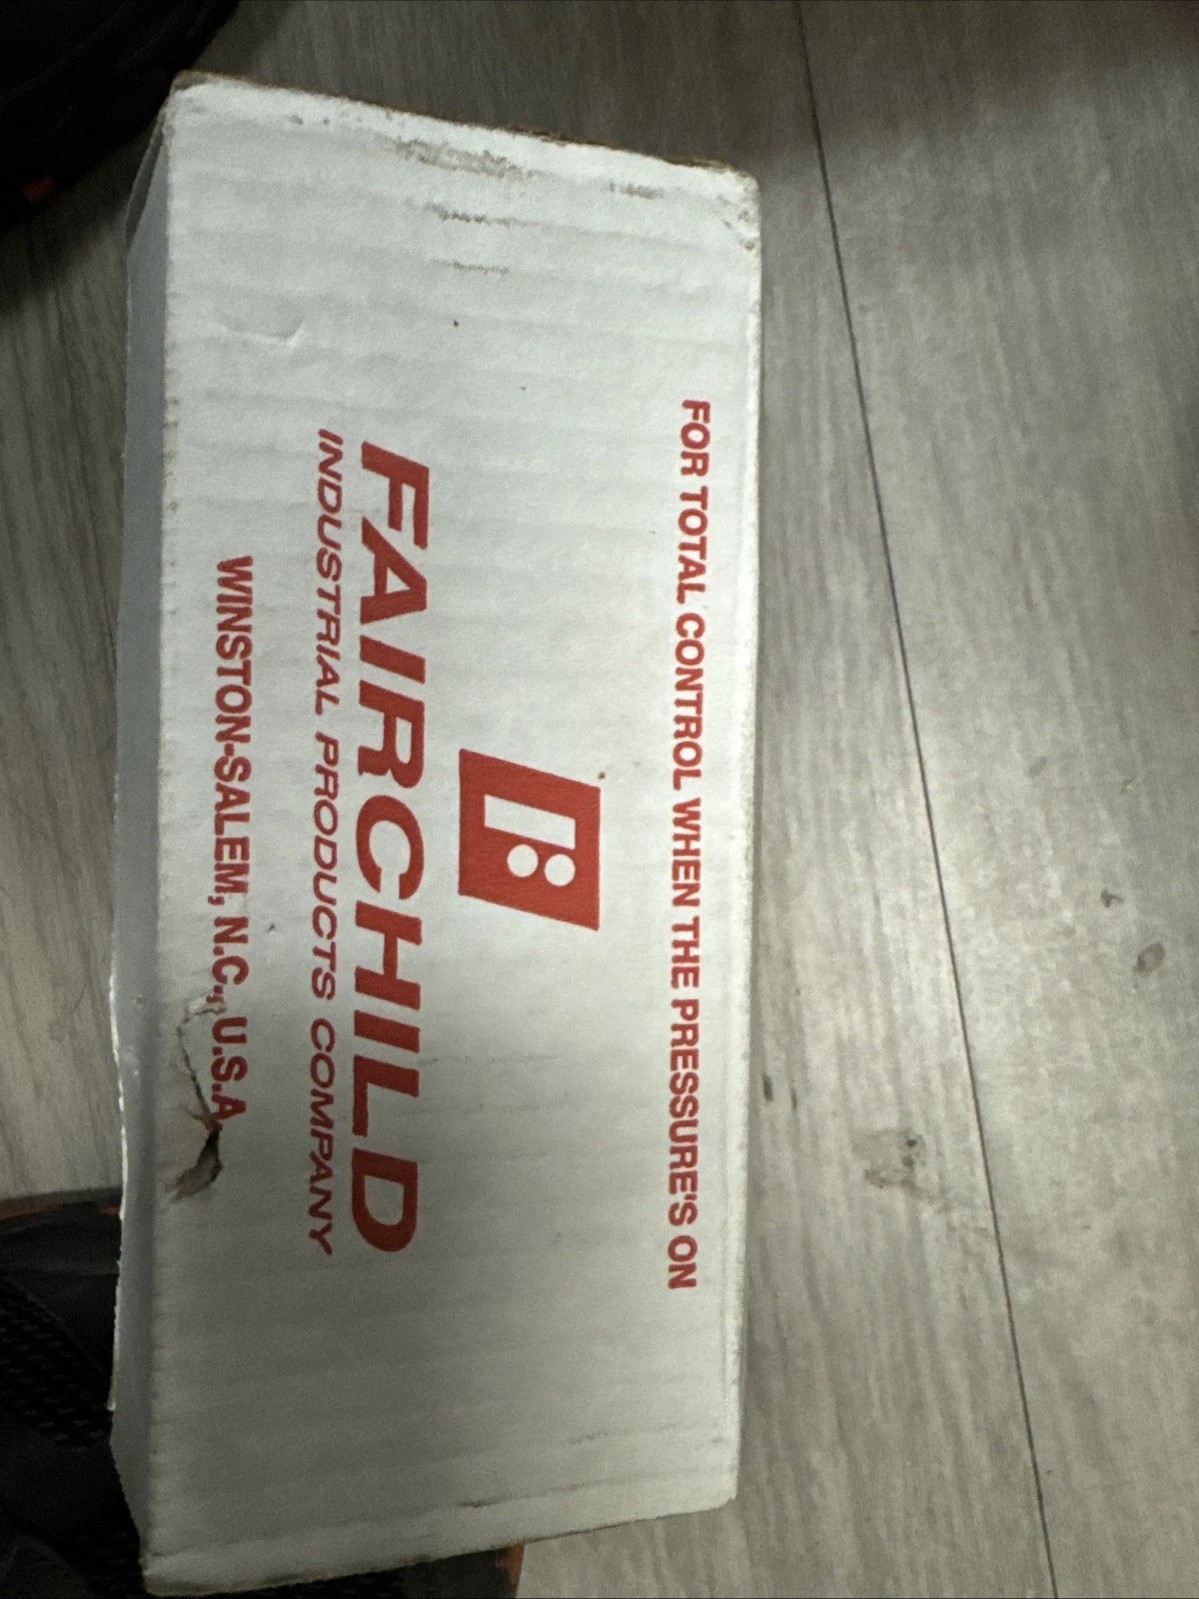 FOR TOTAL CONTROL WHEN THE PRESSURE'S ON
FAIRCHILD
INDUSTRIAL PRODUCTS COMPANY
WINSTON-SALEM, N.C., U.S.A